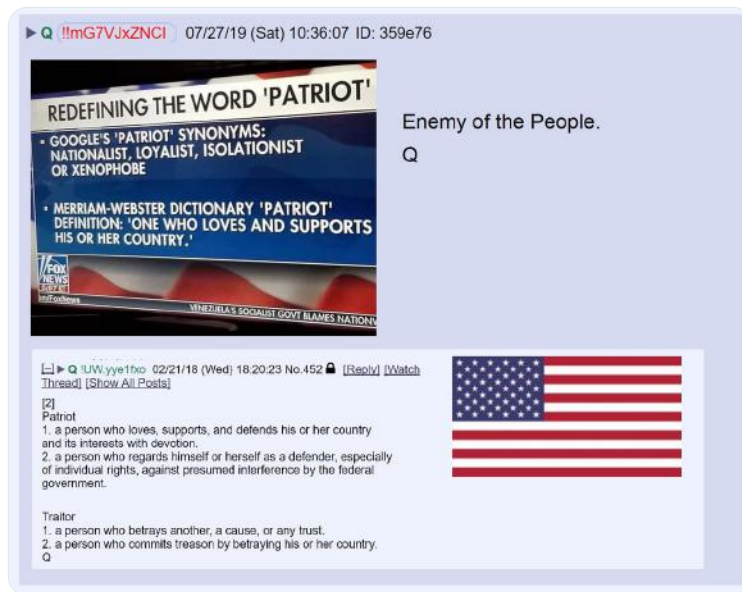 ▶ Q !!mG7VJxZNCI 07/27/19 (Sat) 10:36:07 ID: 359e76
REDEFINING THE WORD 'PATRIOT'
▪ GOOGLE'S 'PATRIOT' SYNONYMS:
NATIONALIST, LOYALIST, ISOLATIONIST
OR XENOPHOBE
▪ MERRIAM-WEBSTER DICTIONARY 'PATRIOT'
DEFINITION: 'ONE WHO LOVES AND SUPPORTS
HIS OR HER COUNTRY.'
FOX
NEWS
VENEZUELA'S SOCIALIST GOVT BLAMES NATIONW
Enemy of the People.
Q
[–] ▶ Q !UW.yye1fxo 02/21/18 (Wed) 18:20:23 No.452 [Reply] [Watch
Thread] [Show All Posts]
[2]
Patriot
1. a person who loves, supports, and defends his or her country
and its interests with devotion.
2. a person who regards himself or herself as a defender, especially
of individual rights, against presumed interference by the federal
government.
Traitor
1. a person who betrays another, a cause, or any trust.
2. a person who commits treason by betraying his or her country.
Q